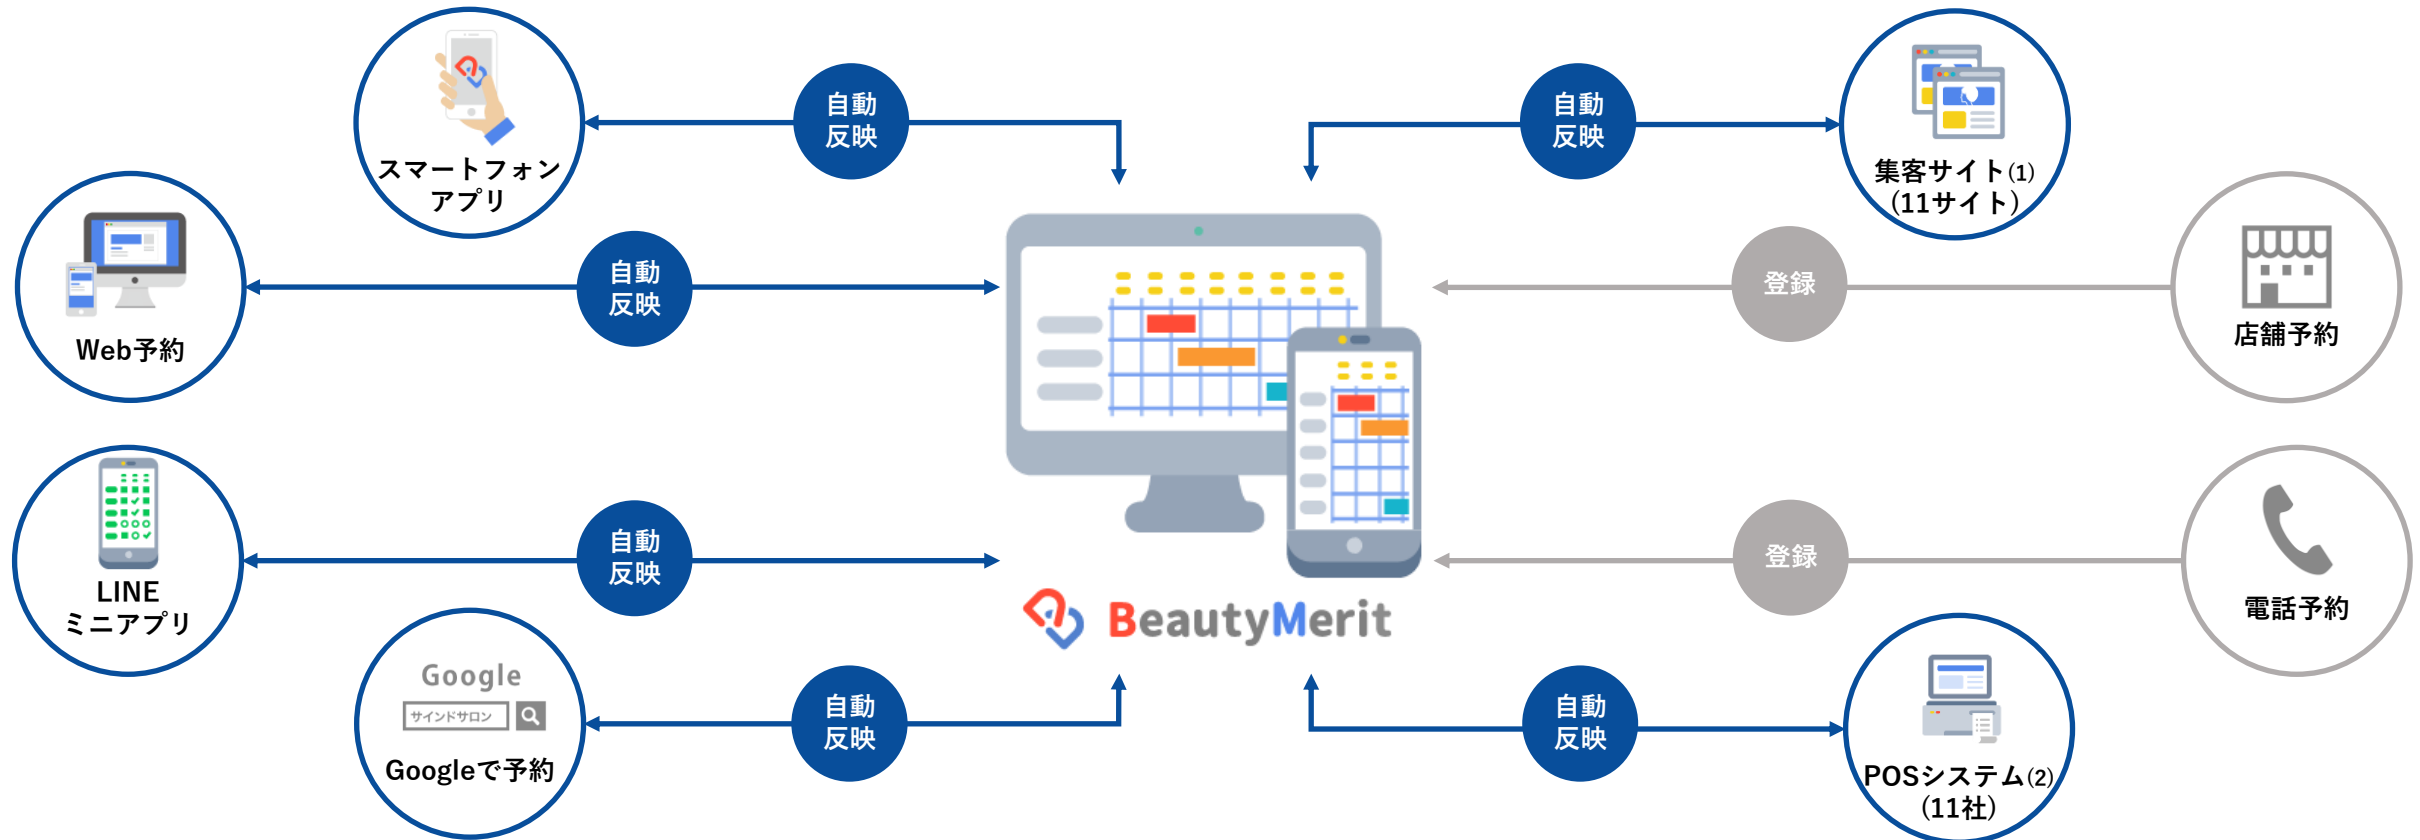 スマートフォン
アプリ
自動
反映
自動
反映
集客サイト(1)
(11サイト)
Web予約
自動
反映
登録
店舗予約
LINE
ミニアプリ
自動
反映
登録
電話予約
BeautyMerit
Google
サインドサロン
Googleで予約
自動
反映
自動
反映
POSシステム(2)
(11社)